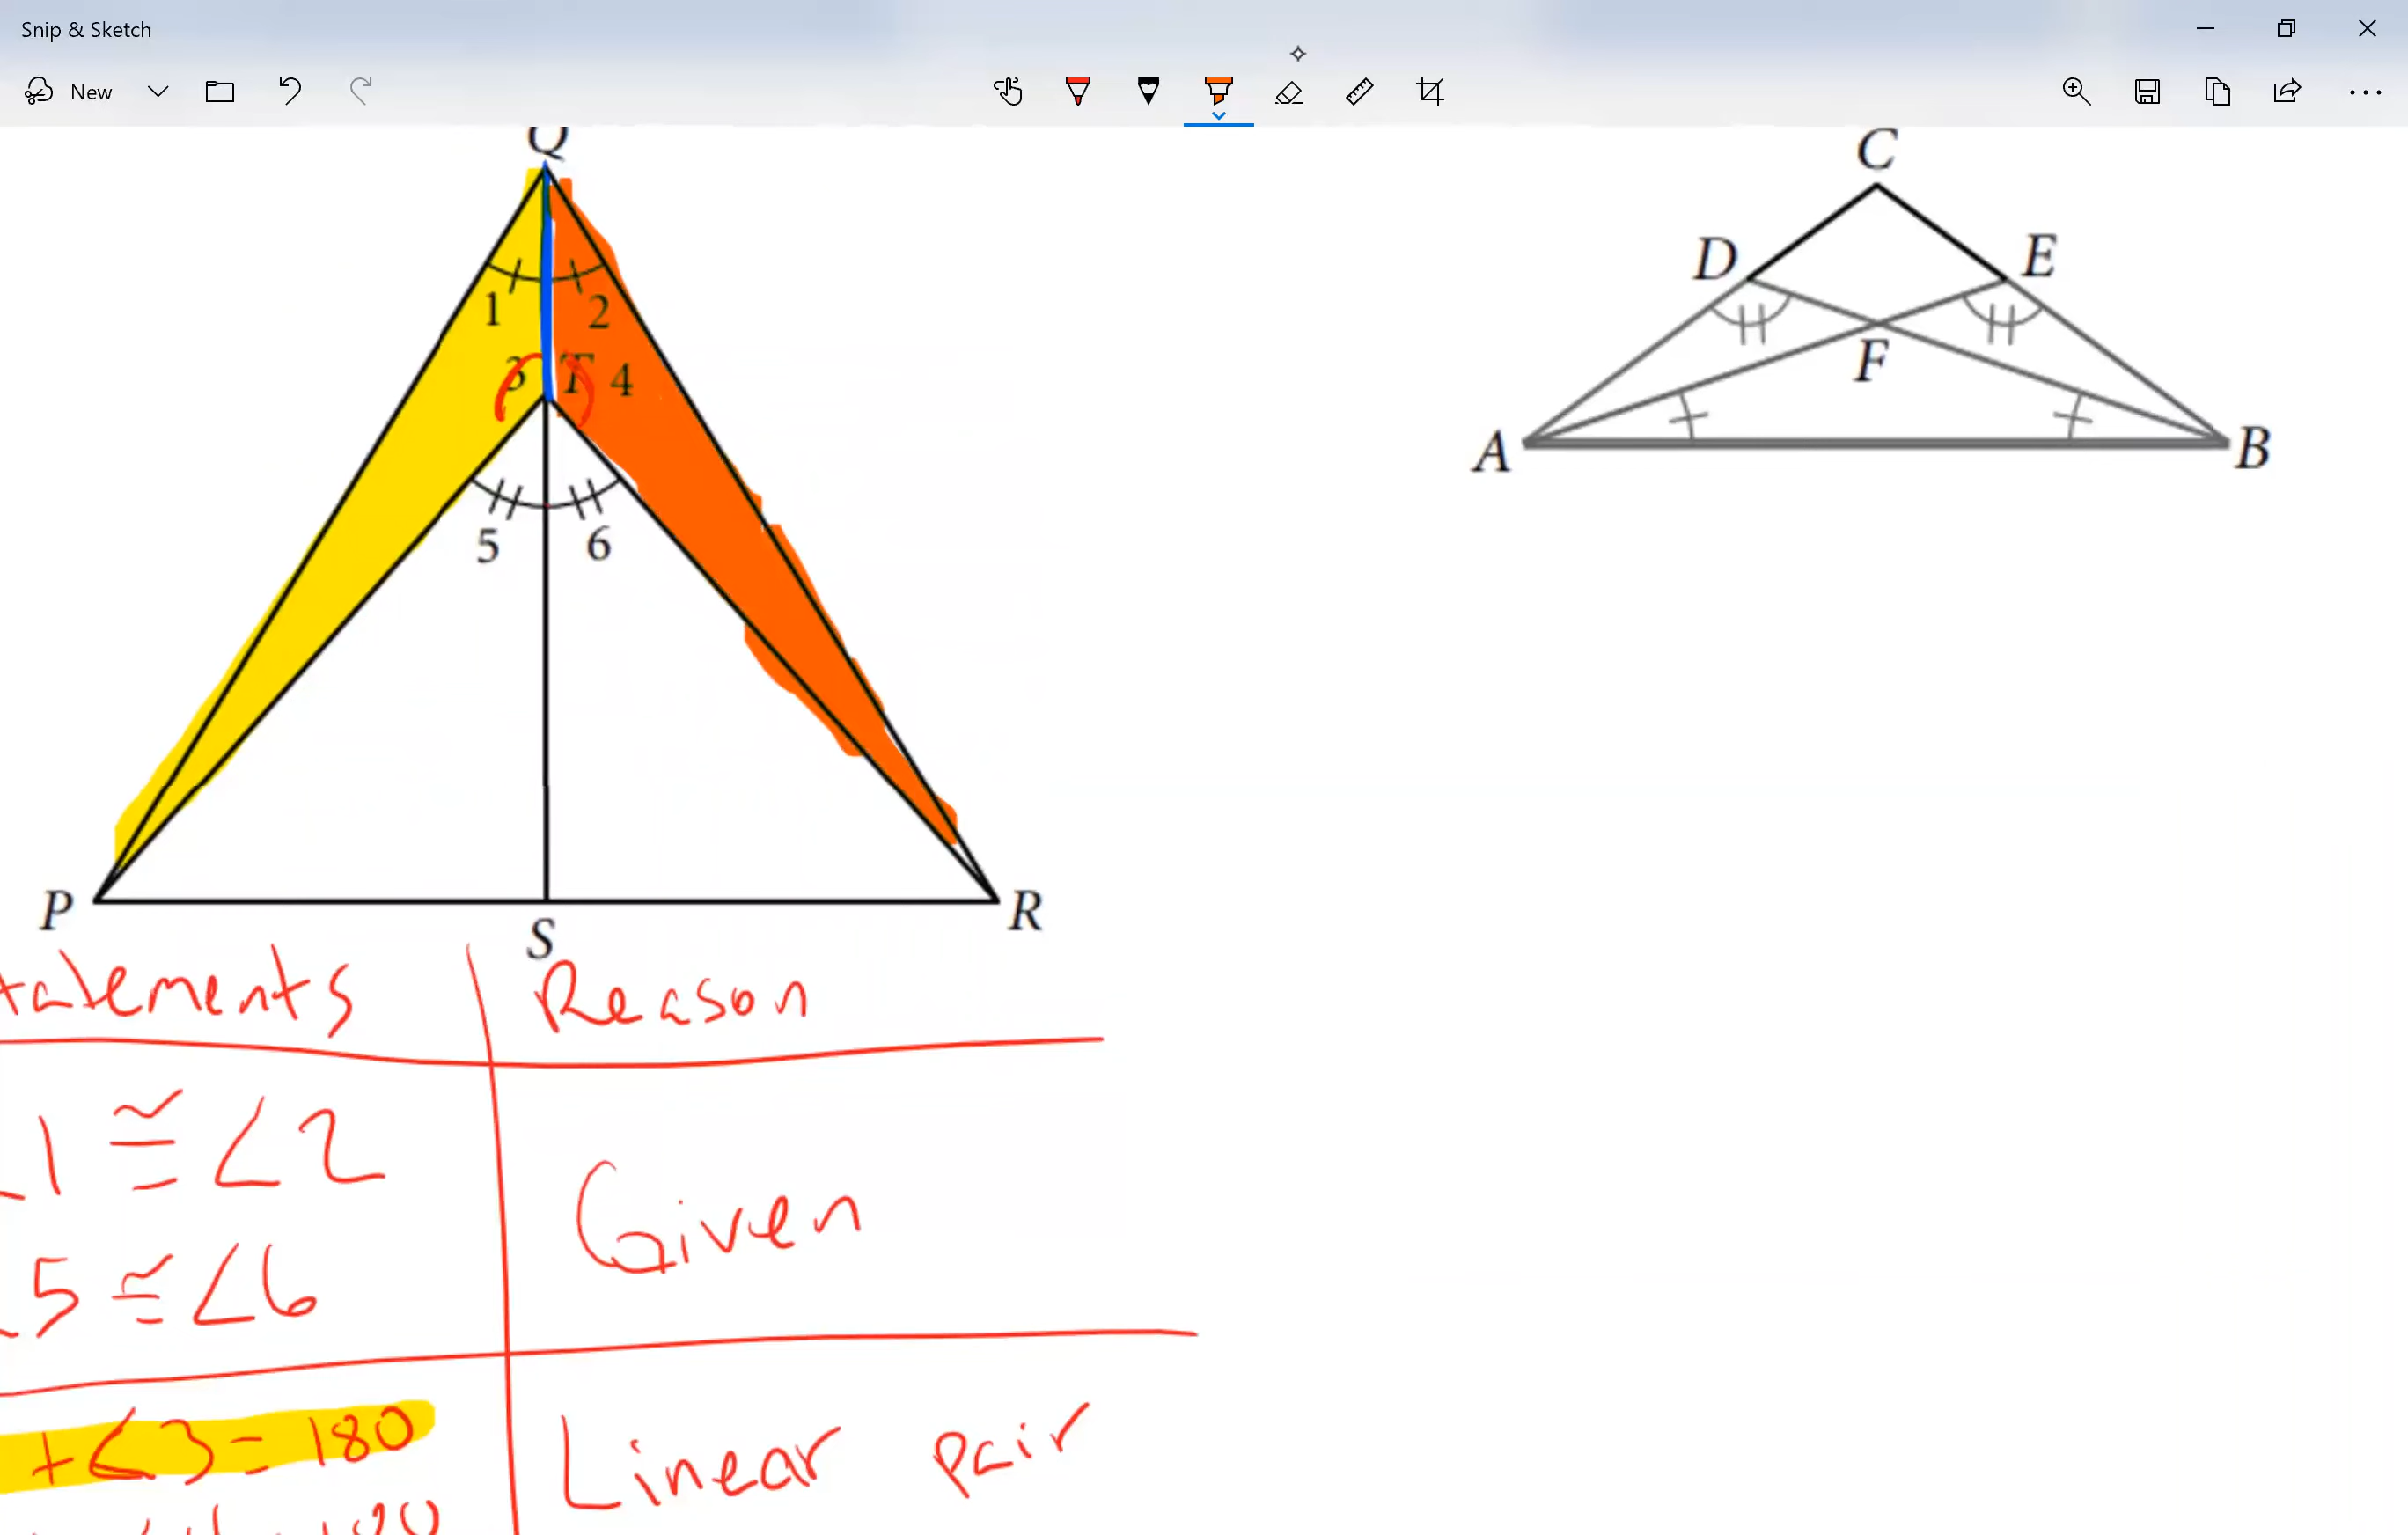 Snip & Sketch
New
Q
C
D
E
1
2
3
T
4
F
A
B
5
6
P
S
R
tatements
Reason
1 ≅ ∠2
Given
5 ≅ ∠6
+∠3 = 180
Linear pair